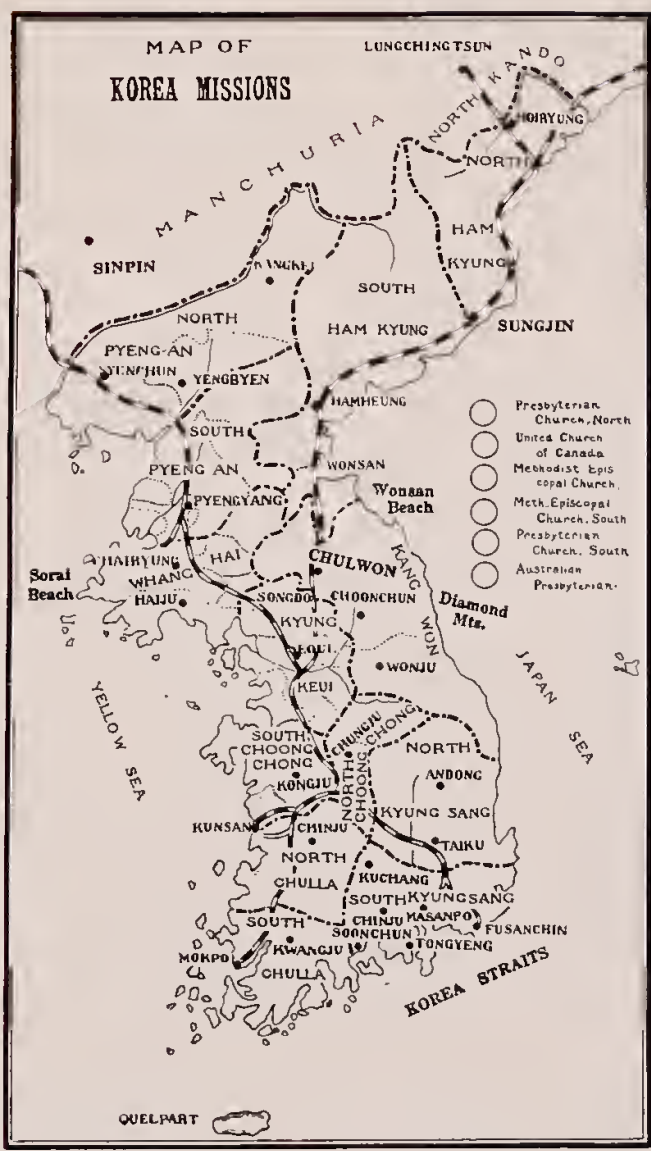 MAP OF
KOREA MISSIONS
LUNGCHINGTSUN
NORTH KANDO
HOIRYUNG
MANCHURIA
NORTH
HAM
KYUNG
SINPIN
KANGKEI
SOUTH
HAM KYUNG
SUNGJIN
NORTH
PYENG-AN
YENGBYEN
HAMHEUNG
SOUTH
PYENG AN
WONSAN
Wonsan
Beach
PYENGYANG
Presbyterian
Church, North
United Church
of Canada
Methodist Epis
copal Church.
Meth. Episcopal
Church, South
Presbyterian
Church, South
Australian
Presbyterian.
HAIRYUNG
HAI
WHANG
HAIJU
Sorai
Beach
CHULWON
KANG WON
Diamond
Mts.
SONGDO
CHOONCHUN
KYUNG
SEOUL
KEUI
WONJU
YELLOW SEA
JAPAN SEA
SOUTH
CHOONG
CHONG
KONGJU
CHUNGJU
NORTH CHOONG CHONG
NORTH
ANDONG
KYUNG SANG
TAIKU
KUNSAN
CHINJU
NORTH
CHULLA
KUCHANG
SOUTH KYUNGSANG
CHINJU MASANPO
FUSANCHIN
SOONCHUN
TONGYENG
SOUTH
KWANGJU
CHULLA
MOKPO
KOREA STRAITS
QUELPART